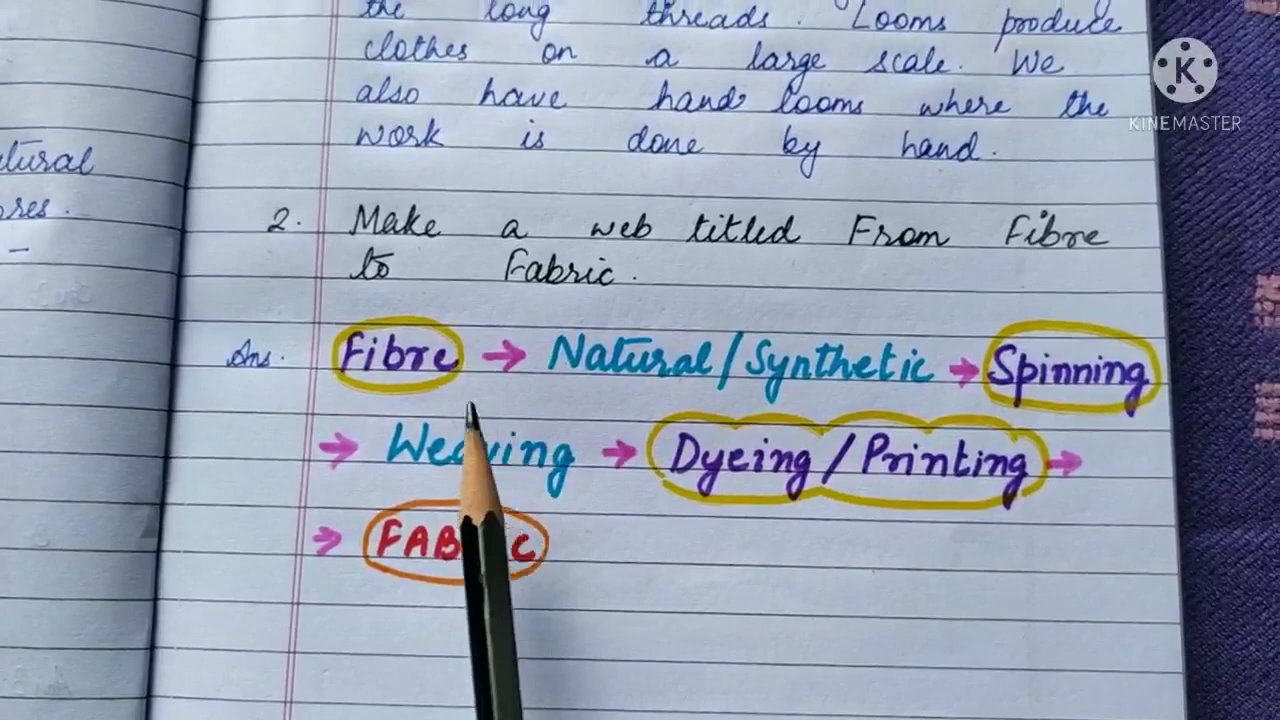 the long threads. Looms produce
clothes on a large scale. We
also have hand looms where the
work is done by hand.
2. Make a web titled From Fibre
to Fabric.
Ans. Fibre → Natural/Synthetic → Spinning
→ Weaving → Dyeing/Printing →
→ FABRIC
tural
res.
-
K
KINEMASTER